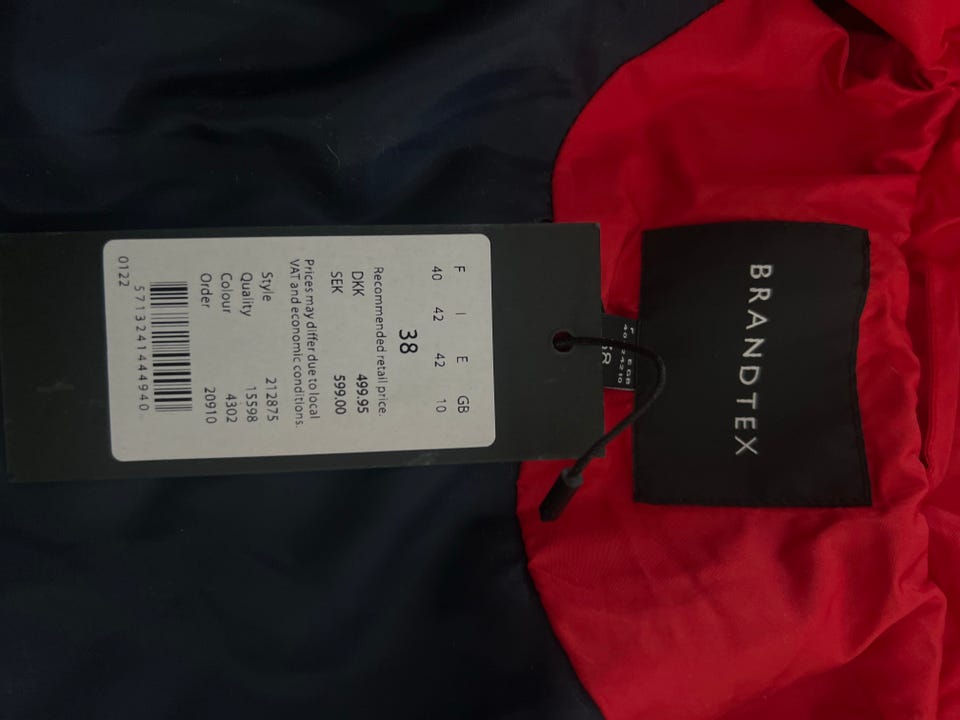 BRANDTEX
F I E GB
40 42 42 10
38
Recommended retail price.
DKK 499.95
SEK 599.00
Prices may differ due to local
VAT and economic conditions.
Style 212875
Quality 15598
Colour 4302
Order 20910
5713241444940
0122